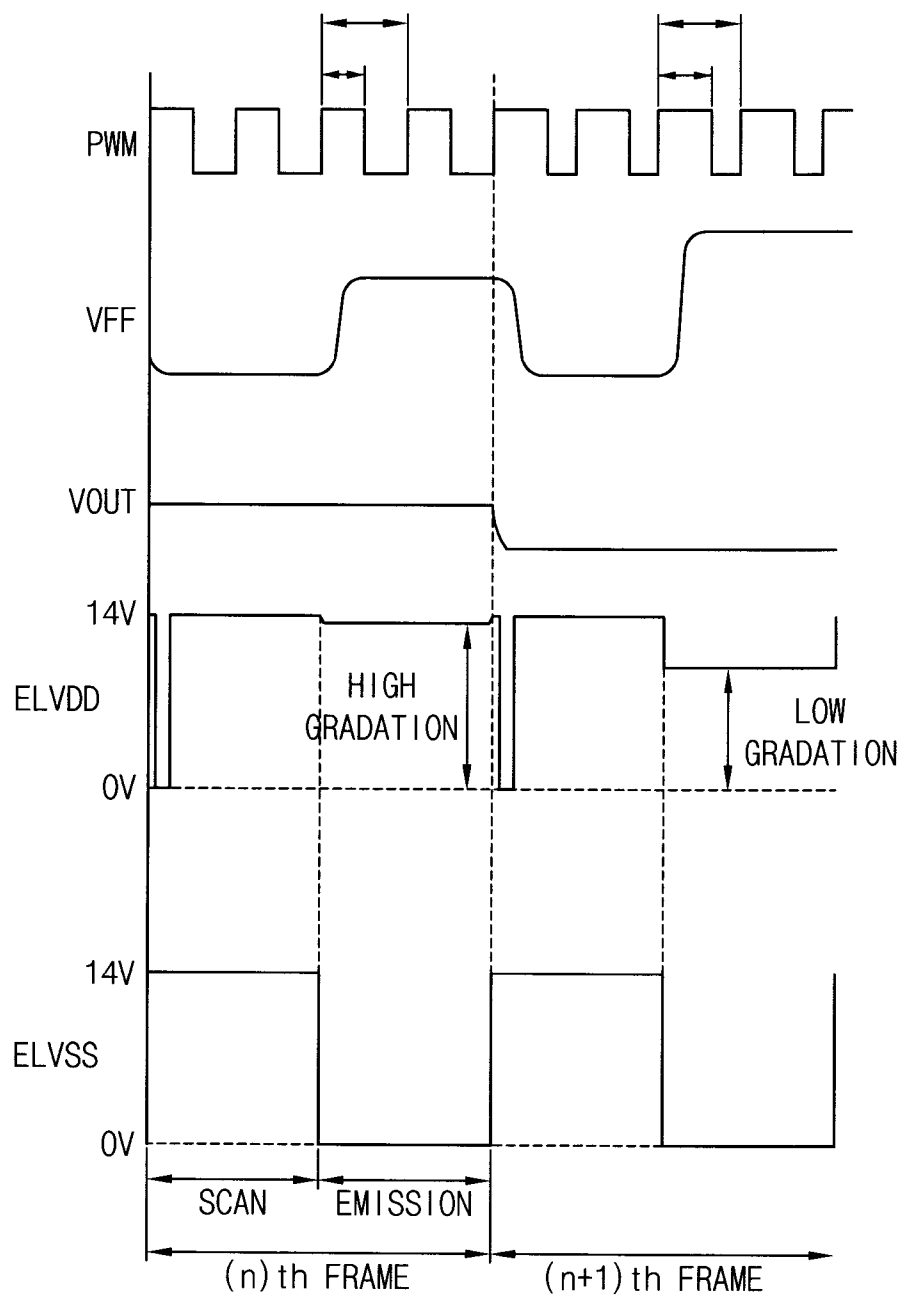 PWM
VFF
VOUT
14V
ELVDD
HIGH
GRADATION
LOW
GRADATION
0V
14V
ELVSS
0V
SCAN
EMISSION
(n)th FRAME
(n+1)th FRAME